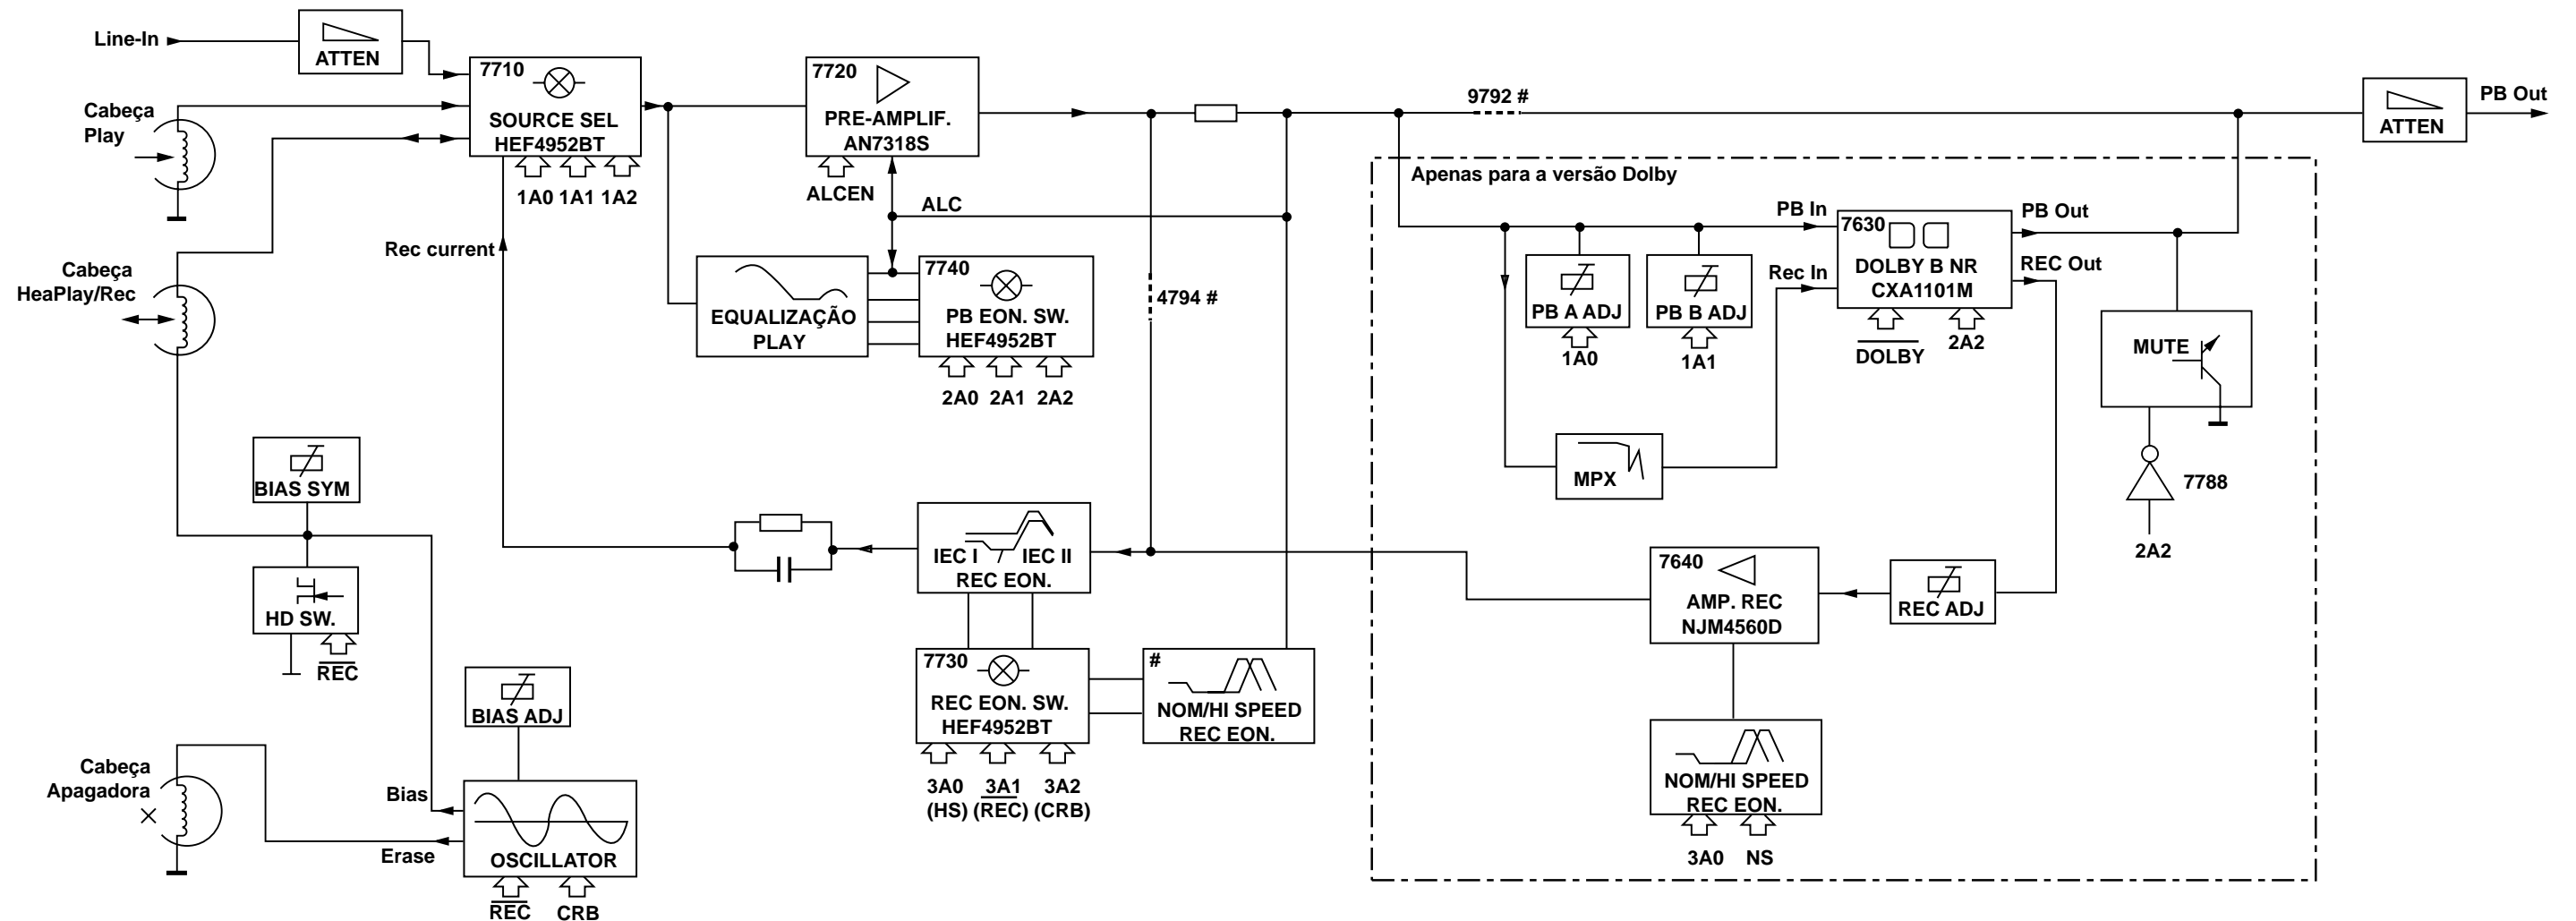 Line-In
ATTEN
Cabeça
Play
7710
SOURCE SEL
HEF4952BT
1A0 1A1 1A2
7720
PRE-AMPLIF.
AN7318S
ALCEN
ALC
9792 #
ATTEN
PB Out
Apenas para a versão Dolby
Rec current
Cabeça
HeaPlay/Rec
EQUALIZAÇÃO
PLAY
7740
PB EON. SW.
HEF4952BT
2A0 2A1 2A2
4794 #
PB In
Rec In
7630
DOLBY B NR
CXA1101M
PB Out
REC Out
PB A ADJ
1A0
PB B ADJ
1A1
DOLBY
2A2
MUTE
7788
2A2
MPX
BIAS SYM
HD SW.
REC
IEC I IEC II
REC EON.
7640
AMP. REC
NJM4560D
REC ADJ
7730
REC EON. SW.
HEF4952BT
3A0 3A1 3A2
(HS) (REC) (CRB)
#
NOM/HI SPEED
REC EON.
NOM/HI SPEED
REC EON.
3A0 NS
BIAS ADJ
Cabeça
Apagadora
Bias
Erase
OSCILLATOR
REC CRB